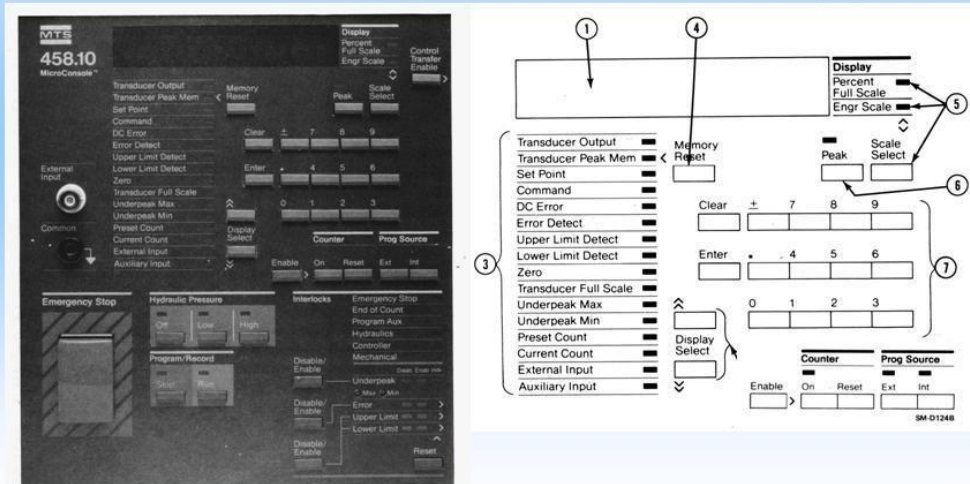 MTS
458.10
MicroConsole™
Display
Percent
Full Scale
Engr Scale
Control
Transfer
Enable
Transducer Output
Transducer Peak Mem
Set Point
Command
DC Error
Error Detect
Upper Limit Detect
Lower Limit Detect
Zero
Transducer Full Scale
Underpeak Max
Underpeak Min
Preset Count
Current Count
External Input
Auxiliary Input
Memory
Reset
Peak
Scale
Select
Clear ± 7 8 9
Enter . 4 5 6
0 1 2 3
Display
Select
External
Input
Common
Counter
Prog Source
Enable On Reset Ext Int
Emergency Stop
Hydraulic Pressure
Off Low High
Program/Record
Stop Run
Interlocks
Emergency Stop
End of Count
Program Aux
Hydraulics
Controller
Mechanical
Disable/
Enable
Underpeak
Max Min
Disable/
Enable
Error
Upper Limit
Lower Limit
Disable/
Enable
Reset
1
4
Display
Percent
Full Scale
Engr Scale
5
Transducer Output
Transducer Peak Mem
Set Point
Command
DC Error
Error Detect
Upper Limit Detect
Lower Limit Detect
Zero
Transducer Full Scale
Underpeak Max
Underpeak Min
Preset Count
Current Count
External Input
Auxiliary Input
3
Memory
Reset
Peak
Scale
Select
6
Clear ± 7 8 9
Enter . 4 5 6
7
0 1 2 3
Display
Select
Counter
Prog Source
Enable On Reset Ext Int
SM-D124B